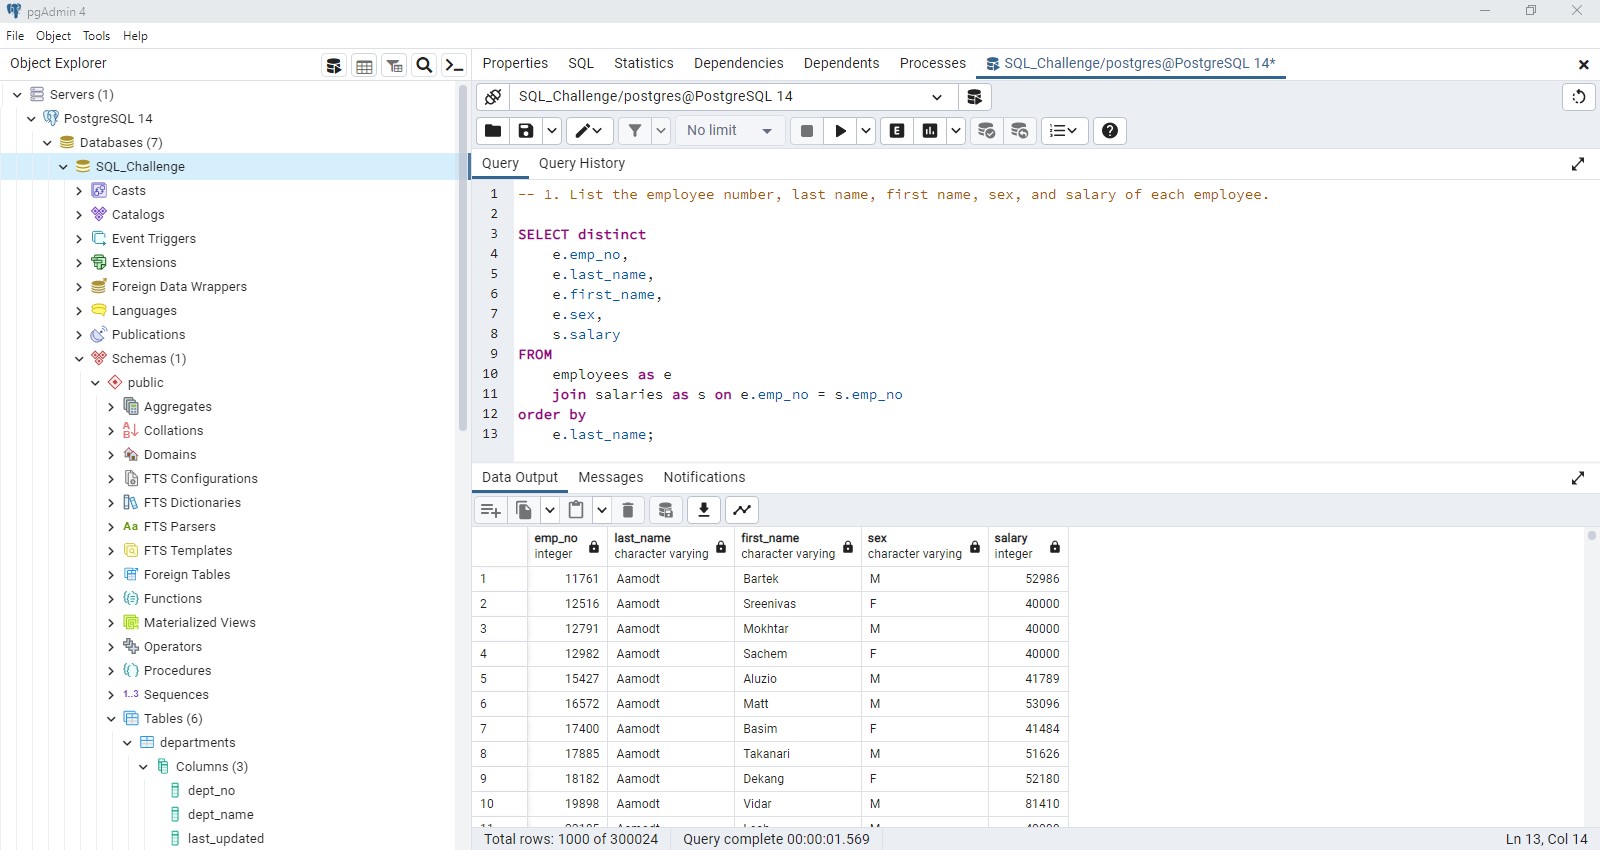 pgAdmin 4
File Object Tools Help
Object Explorer
Properties SQL Statistics Dependencies Dependents Processes SQL_Challenge/postgres@PostgreSQL 14*
Servers (1)
PostgreSQL 14
Databases (7)
SQL_Challenge
Casts
Catalogs
Event Triggers
Extensions
Foreign Data Wrappers
Languages
Publications
Schemas (1)
public
Aggregates
Collations
Domains
FTS Configurations
FTS Dictionaries
Aa FTS Parsers
FTS Templates
Foreign Tables
Functions
Materialized Views
Operators
Procedures
1..3 Sequences
Tables (6)
departments
Columns (3)
dept_no
dept_name
last_updated
SQL_Challenge/postgres@PostgreSQL 14
No limit
E
Query Query History
1 -- 1. List the employee number, last name, first name, sex, and salary of each employee.
2
3 SELECT distinct
4 e.emp_no,
5 e.last_name,
6 e.first_name,
7 e.sex,
8 s.salary
9 FROM
10 employees as e
11 join salaries as s on e.emp_no = s.emp_no
12 order by
13 e.last_name;
Data Output Messages Notifications
emp_no last_name first_name sex salary
integer character varying character varying character varying integer
1 11761 Aamodt Bartek M 52986
2 12516 Aamodt Sreenivas F 40000
3 12791 Aamodt Mokhtar M 40000
4 12982 Aamodt Sachem F 40000
5 15427 Aamodt Aluzio M 41789
6 16572 Aamodt Matt M 53096
7 17400 Aamodt Basim F 41484
8 17885 Aamodt Takanari M 51626
9 18182 Aamodt Dekang F 52180
10 19898 Aamodt Vidar M 81410
Total rows: 1000 of 300024 Query complete 00:00:01.569 Ln 13, Col 14